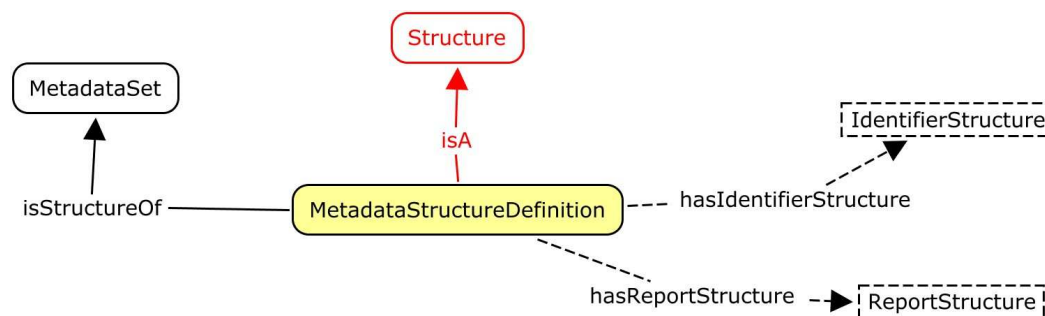 Structure
MetadataSet
IdentifierStructure
isA
hasIdentifierStructure
isStructureOf
MetadataStructureDefinition
hasReportStructure
ReportStructure